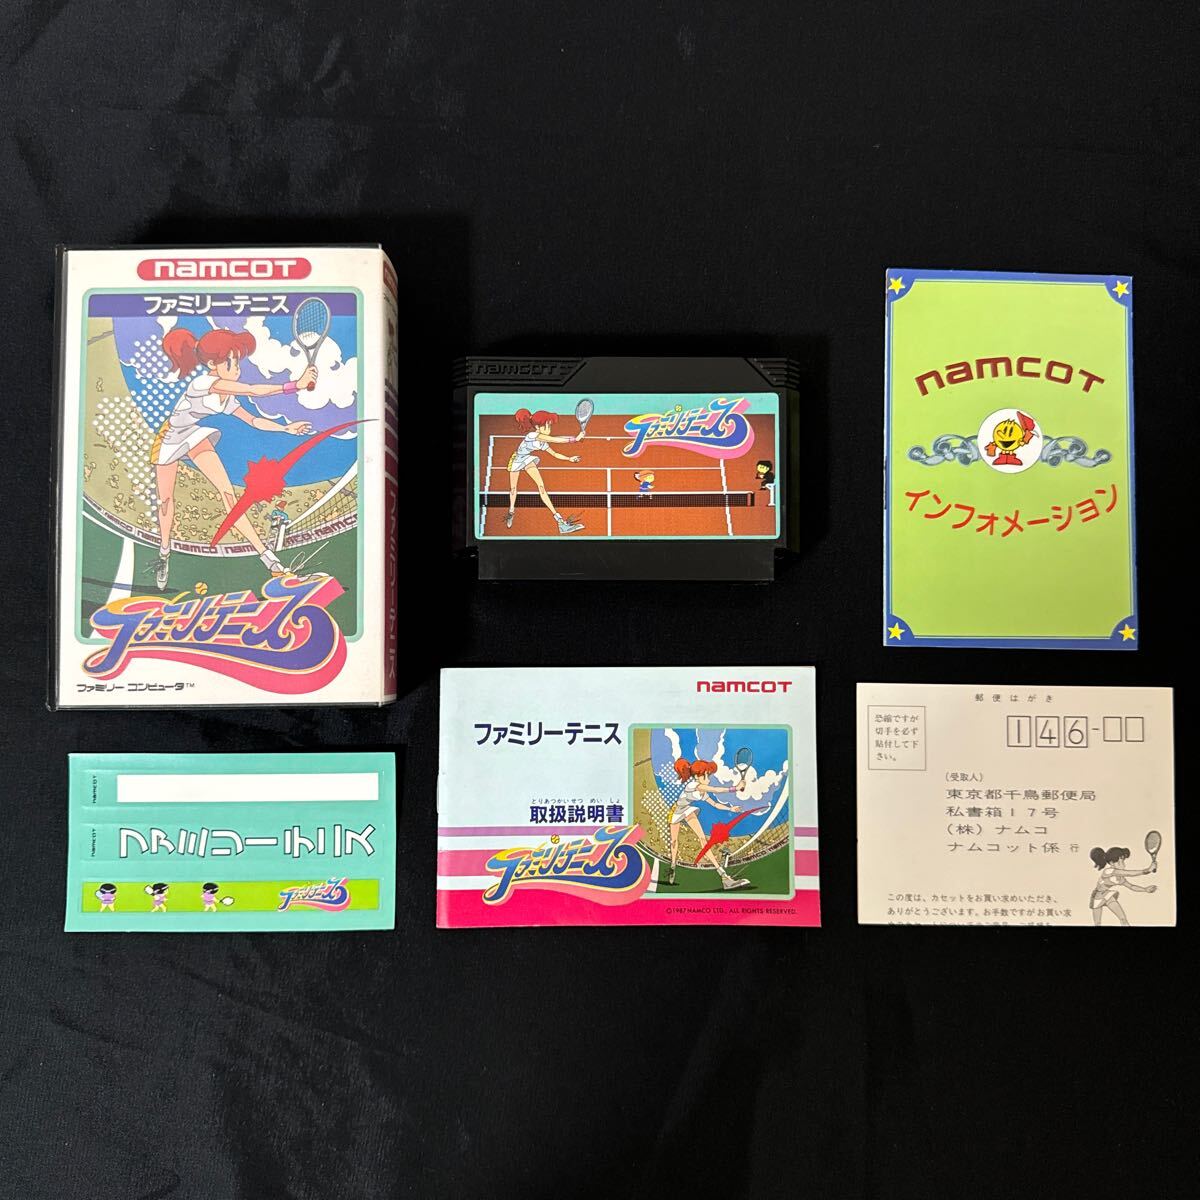 namcoT
ファミリーテニス
NAMCO
NAMCO
NAMCO
NAMCO
ファミリーテニス
ファミリー コンピュータ™
ファミリーテニス
namcoT
ファミリーテニス
namcoT
インフォメーション
namcoT
namcoT
ファミリーテニス
ファミリーテニス
namcoT
ファミリーテニス
とりあつかいせつめいしょ
取扱説明書
ファミリーテニス
©1987 NAMCO LTD., ALL RIGHTS RESERVED.
郵便はがき
恐縮ですが
切手を必ず
貼付して下
さい。
146-
(受取人)
東京都千鳥郵便局
私書箱17号
(株)ナムコ
ナムコット係 行
この度は、カセットをお買い求めいただき、
ありがとうございます。お手数ですがお買い求